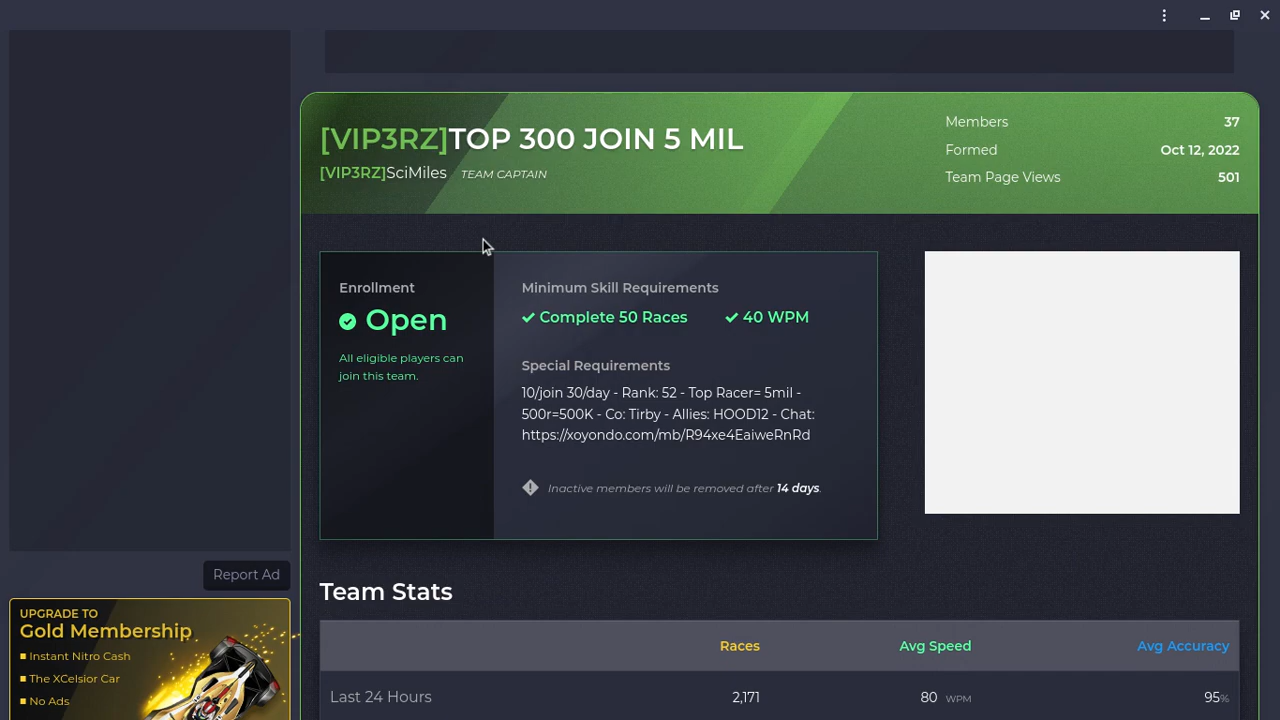 [VIP3RZ]TOP 300 JOIN 5 MIL
[VIP3RZ]SciMiles TEAM CAPTAIN
Members 37
Formed Oct 12, 2022
Team Page Views 501
Enrollment
Open
All eligible players can
join this team.
Minimum Skill Requirements
Complete 50 Races 40 WPM
Special Requirements
10/join 30/day - Rank: 52 - Top Racer= 5mil -
500r=500K - Co: Tirby - Allies: HOOD12 - Chat:
https://xoyondo.com/mb/R94xe4EaiweRnRd
Inactive members will be removed after 14 days.
Report Ad
UPGRADE TO
Gold Membership
Instant Nitro Cash
The XCelsior Car
No Ads
Team Stats
Races Avg Speed Avg Accuracy
Last 24 Hours 2,171 80 WPM 95%